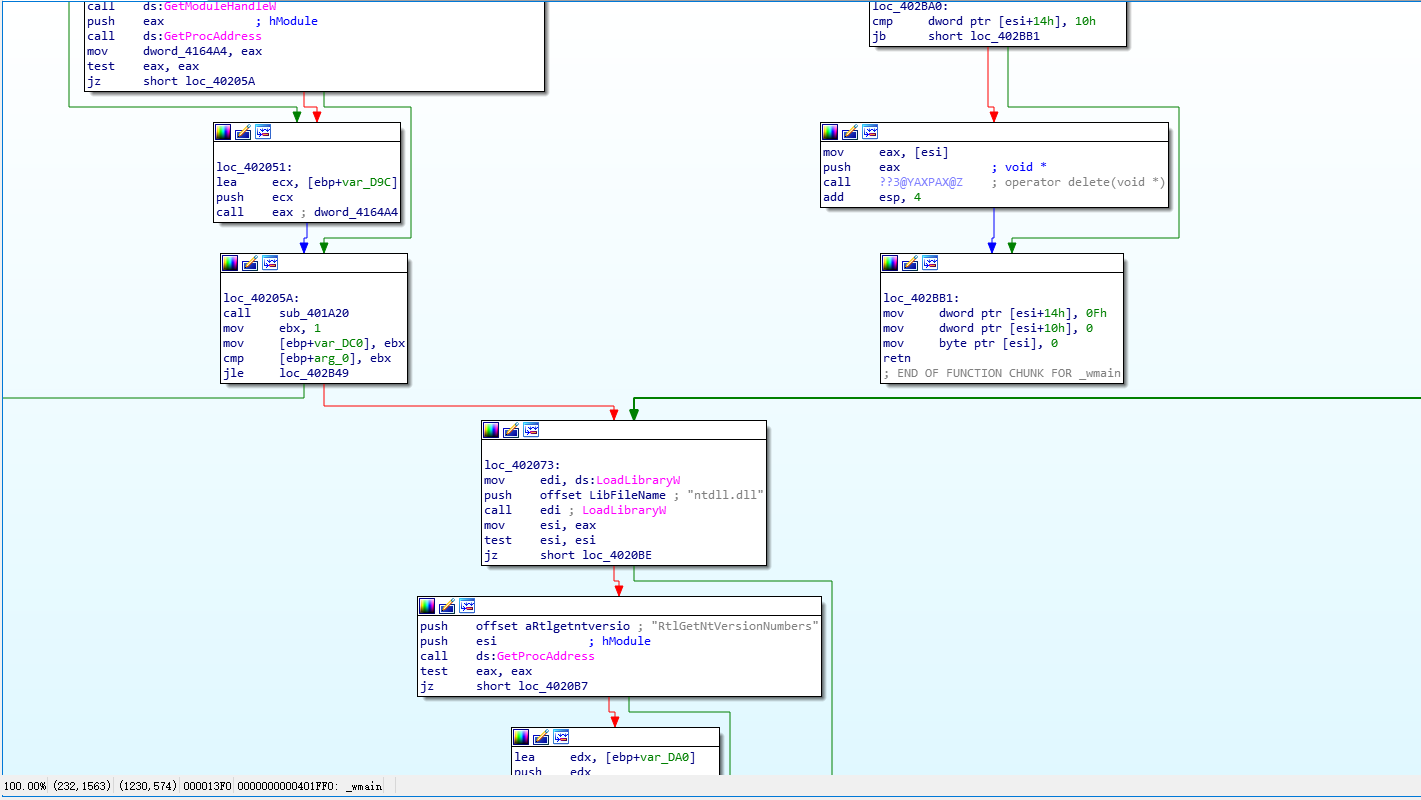 call    ds:GetModuleHandleW
push    eax             ; hModule
call    ds:GetProcAddress
mov     dword_4164A4, eax
test    eax, eax
jz      short loc_40205A
loc_402BA0:
cmp     dword ptr [esi+14h], 10h
jb      short loc_402BB1
loc_402051:
lea     ecx, [ebp+var_D9C]
push    ecx
call    eax ; dword_4164A4
mov     eax, [esi]
push    eax             ; void *
call    ??3@YAXPAX@Z    ; operator delete(void *)
add     esp, 4
loc_40205A:
call    sub_401A20
mov     ebx, 1
mov     [ebp+var_DC0], ebx
cmp     [ebp+arg_0], ebx
jle     loc_402B49
loc_402BB1:
mov     dword ptr [esi+14h], 0Fh
mov     dword ptr [esi+10h], 0
mov     byte ptr [esi], 0
retn
; END OF FUNCTION CHUNK FOR _wmain
loc_402073:
mov     edi, ds:LoadLibraryW
push    offset LibFileName ; "ntdll.dll"
call    edi ; LoadLibraryW
mov     esi, eax
test    esi, esi
jz      short loc_4020BE
push    offset aRtlgetntversio ; "RtlGetNtVersionNumbers"
push    esi             ; hModule
call    ds:GetProcAddress
test    eax, eax
jz      short loc_4020B7
lea     edx, [ebp+var_DA0]
push    edx
100.00% (232,1563) (1230,574) 000013F0 0000000000401FF0: _wmain